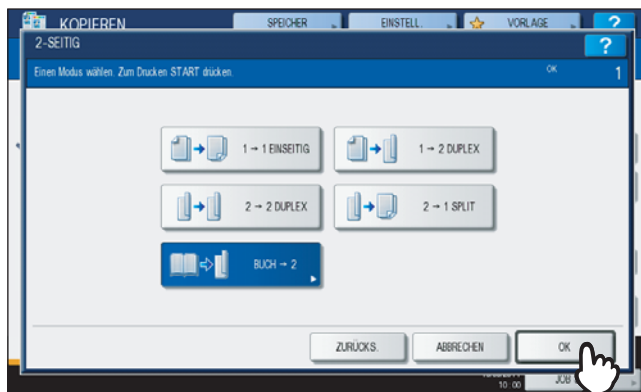 KOPIEREN SPEICHER EINSTELL. VORLAGE ?
2-SEITIG ?
Einen Modus wählen. Zum Drucken START drücken. OK 1
1 → 1 EINSEITIG 1 → 2 DUPLEX
2 → 2 DUPLEX 2 → 1 SPLIT
BUCH → 2
ZURÜCKS. ABBRECHEN OK
10:00 JOB